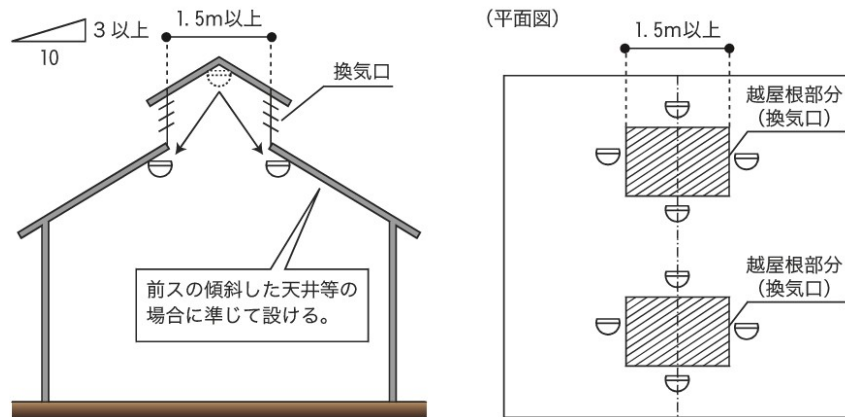 3以上
10
1.5m以上
換気口
前スの傾斜した天井等の
場合に準じて設ける。
(平面図)
1.5m以上
越屋根部分
(換気口)
越屋根部分
(換気口)